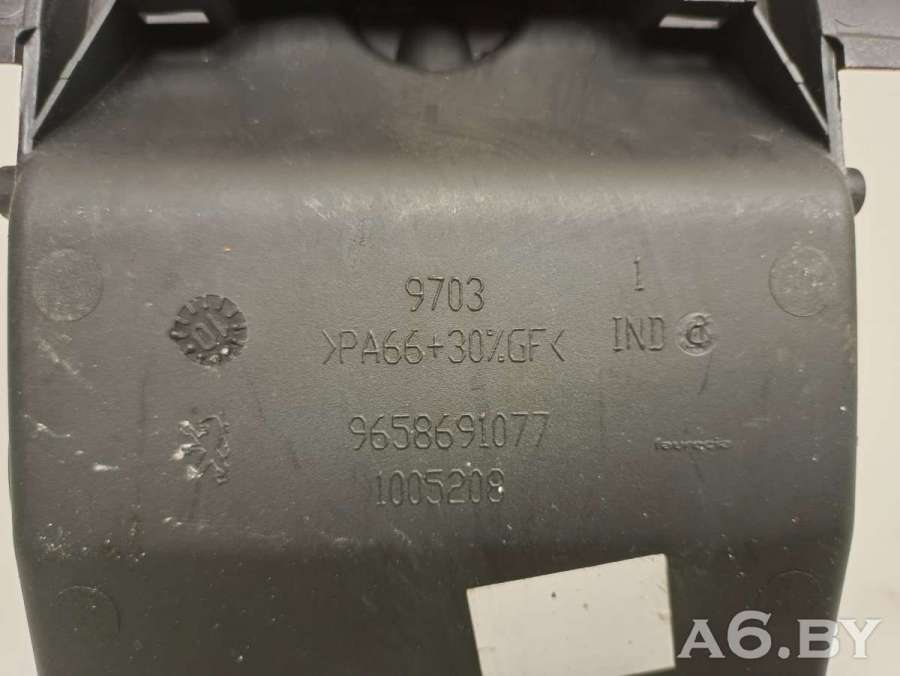 1
9703
IND
>PA66+30%GF<
9658691077
faurecia
1005208
A6.BY